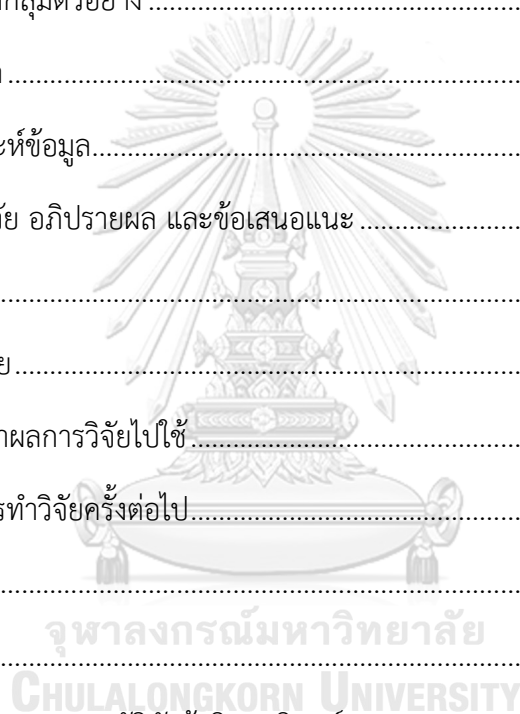 กลุ่มตัวอย่าง ........................
...............................................
ะห์ข้อมูล........................................
ัย อภิปรายผล และข้อเสนอแนะ ........................
...............................................
ย..............................................
าผลการวิจัยไปใช้..................................
รทำวิจัยครั้งต่อไป..................................
...............................................
จุฬาลงกรณ์มหาวิทยาลัย
...............................................
CHULALONGKORN UNIVERSITY